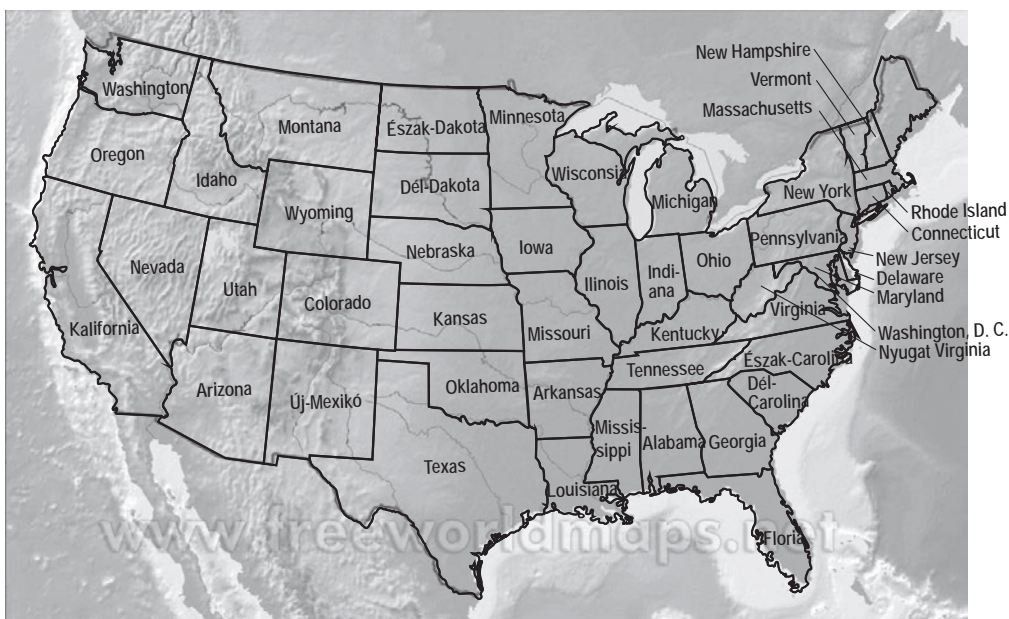 New Hampshire
Vermont
Massachusetts
Washington
Montana
Észak-Dakota
Minnesota
Oregon
Idaho
Dél-Dakota
Wisconsi
Michigan
New York
Wyoming
Rhode Island
Connecticut
Nebraska
Iowa
Pennsylvania
New Jersey
Delaware
Maryland
Nevada
Utah
Colorado
Illinois
Indi-
ana
Ohio
Kalifornia
Kansas
Missouri
Kentucky
Virginia
Washington, D. C.
Nyugat Virginia
Arizona
Új-Mexikó
Oklahoma
Arkansas
Tennessee
Észak-Carolina
Dél-
Carolina
Texas
Missis-
sippi
Alabama
Georgia
Louisiana
Floria
www.freeworldmaps.net